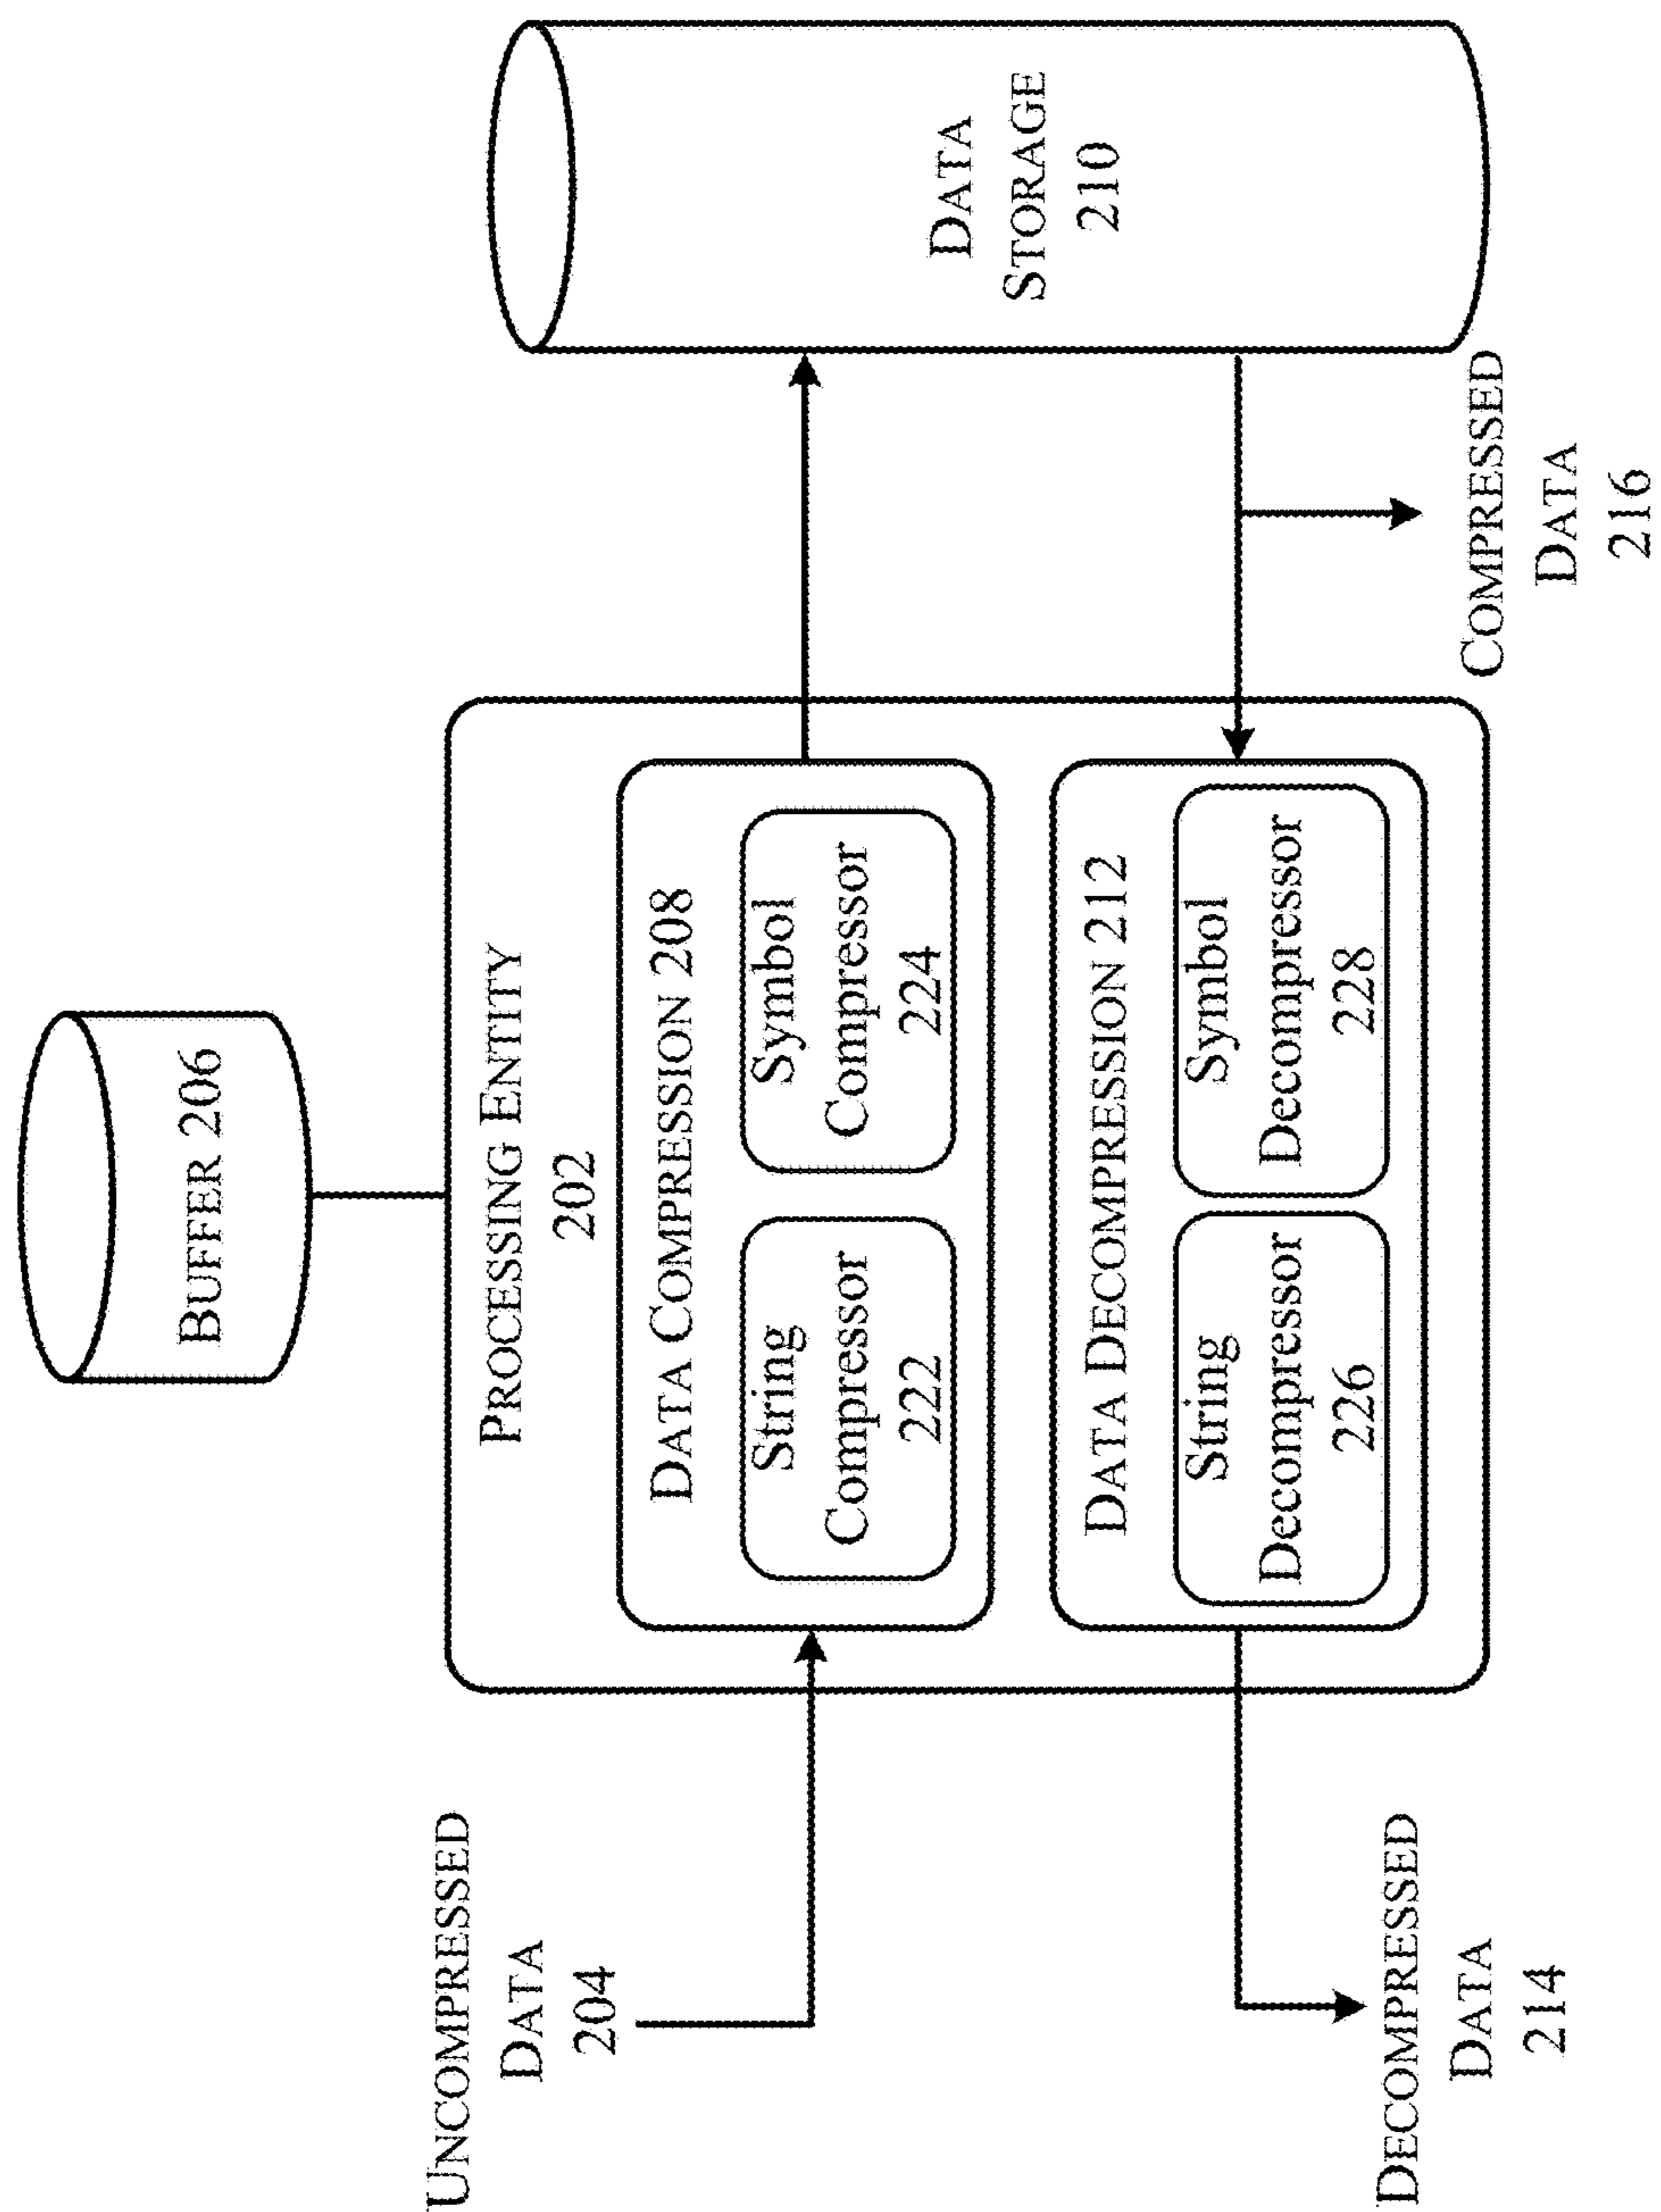 BUFFER 206
UNCOMPRESSED
DATA
204
PROCESSING ENTITY
202
DATA COMPRESSION 208
String
Compressor
222
Symbol
Compressor
224
DATA DECOMPRESSION 212
String
Decompressor
226
Symbol
Decompressor
228
DATA
STORAGE
210
DECOMPRESSED
DATA
214
COMPRESSED
DATA
216